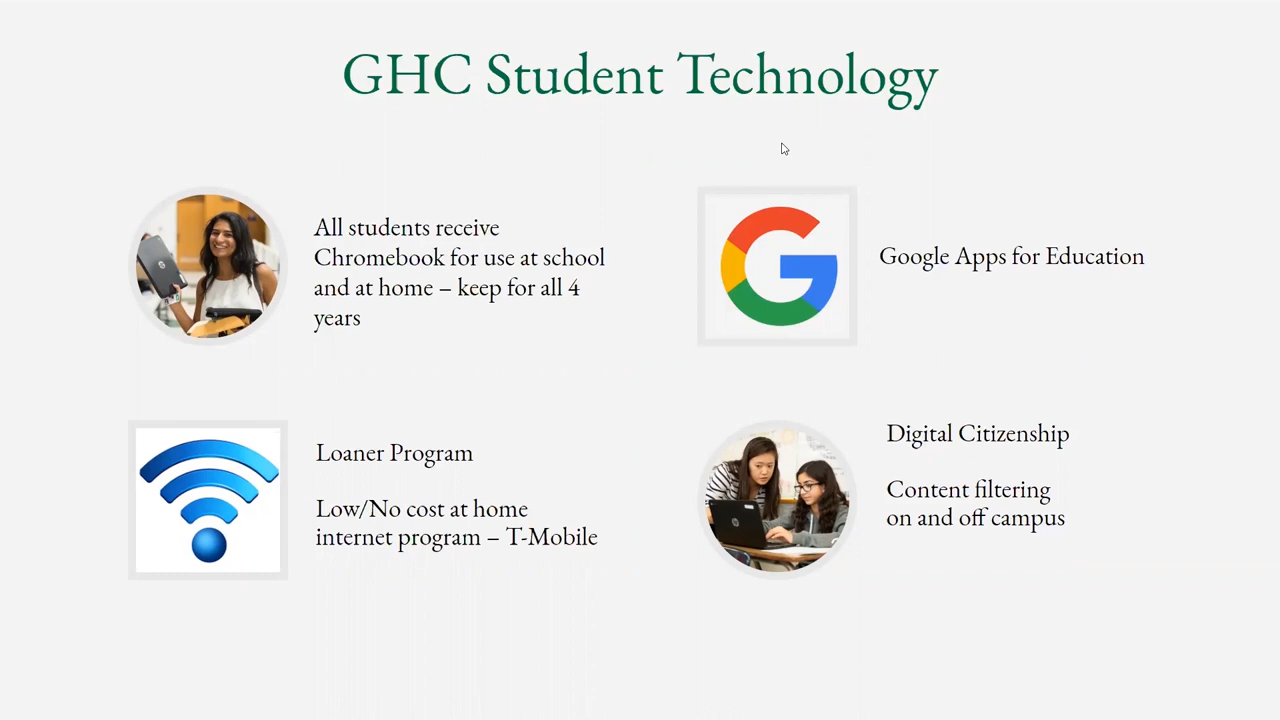 GHC Student Technology
All students receive
Chromebook for use at school
and at home – keep for all 4
years
Google Apps for Education
Loaner Program
Low/No cost at home
internet program – T-Mobile
Digital Citizenship
Content filtering
on and off campus